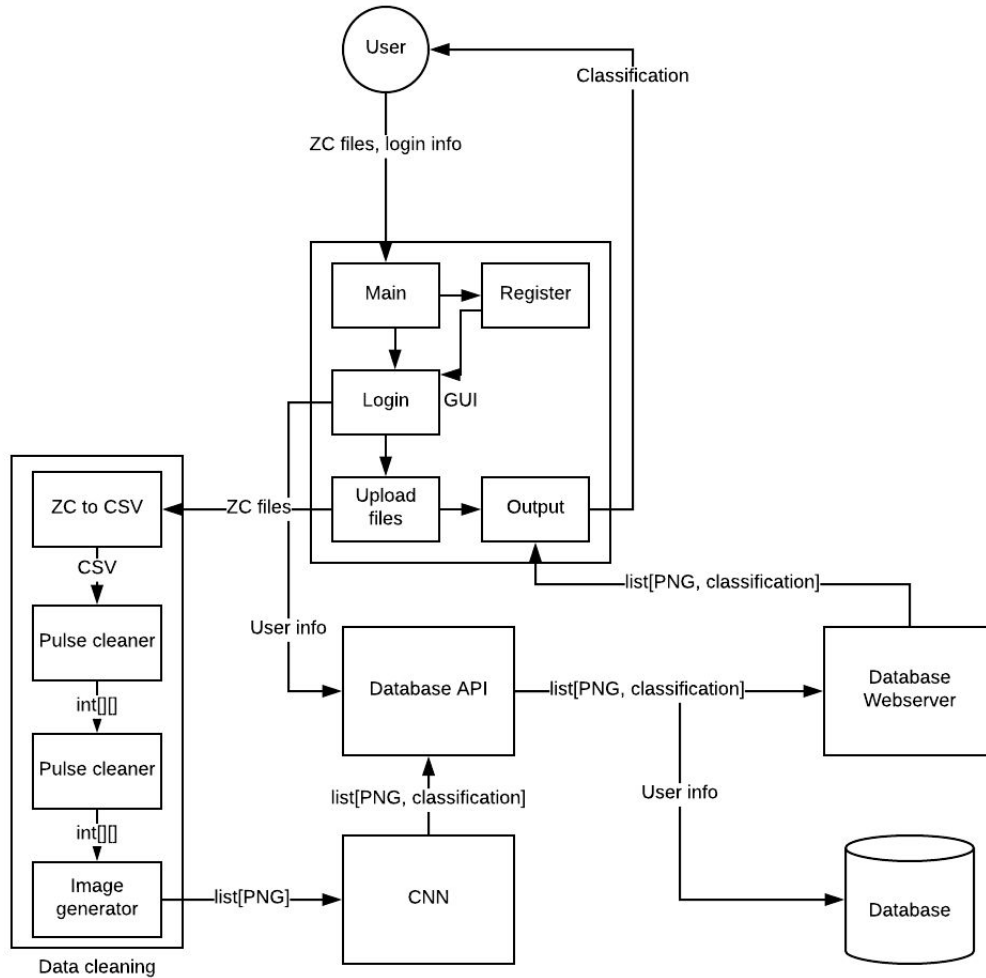 User
Classification
ZC files, login info
Main
Register
Login
GUI
ZC to CSV
ZC files
Upload
files
Output
CSV
list[PNG, classification]
Pulse cleaner
User info
Database API
list[PNG, classification]
Database
Webserver
int[][]
Pulse cleaner
list[PNG, classification]
User info
int[][]
Image
generator
list[PNG]
CNN
Database
Data cleaning